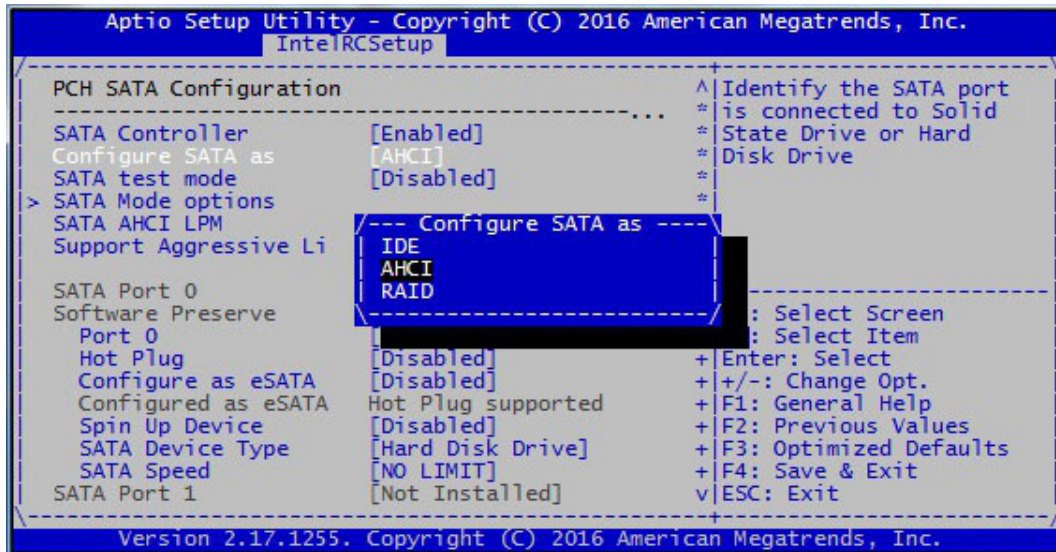 Aptio Setup Utility - Copyright (C) 2016 American Megatrends, Inc.
IntelRCSetup
PCH SATA Configuration
SATA Controller [Enabled]
Configure SATA as [AHCI]
SATA test mode [Disabled]
> SATA Mode options
SATA AHCI LPM
Support Aggressive Li
SATA Port 0
Software Preserve
Port 0 [
Hot Plug [Disabled]
Configure as eSATA [Disabled]
Configured as eSATA Hot Plug supported
Spin Up Device [Disabled]
SATA Device Type [Hard Disk Drive]
SATA Speed [NO LIMIT]
SATA Port 1 [Not Installed]
--- Configure SATA as ----
IDE
AHCI
RAID
Identify the SATA port
is connected to Solid
State Drive or Hard
Disk Drive
: Select Screen
: Select Item
Enter: Select
+/-: Change Opt.
F1: General Help
F2: Previous Values
F3: Optimized Defaults
F4: Save & Exit
ESC: Exit
Version 2.17.1255. Copyright (C) 2016 American Megatrends, Inc.